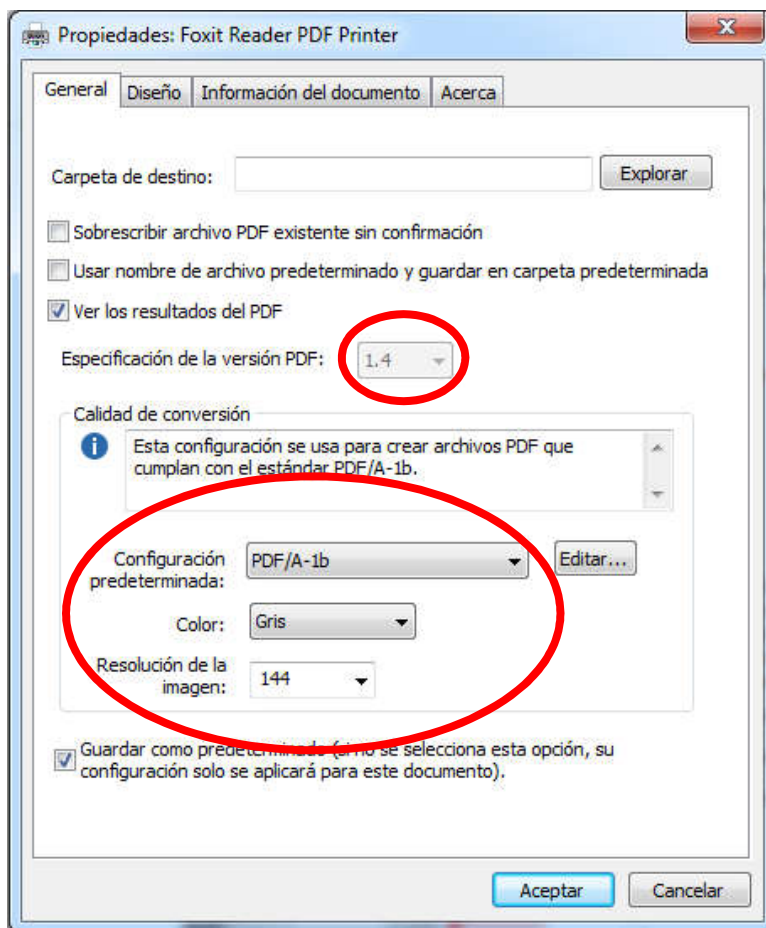 Propiedades: Foxit Reader PDF Printer
General Diseño Información del documento Acerca
Carpeta de destino: Explorar
Sobrescribir archivo PDF existente sin confirmación
Usar nombre de archivo predeterminado y guardar en carpeta predeterminada
Ver los resultados del PDF
Especificación de la versión PDF: 1.4
Calidad de conversión
Esta configuración se usa para crear archivos PDF que
cumplan con el estándar PDF/A-1b.
Configuración
predeterminada: PDF/A-1b Editar...
Color: Gris
Resolución de la
imagen: 144
Guardar como predeterminado (si no se selecciona esta opción, su
configuración solo se aplicará para este documento).
Aceptar Cancelar